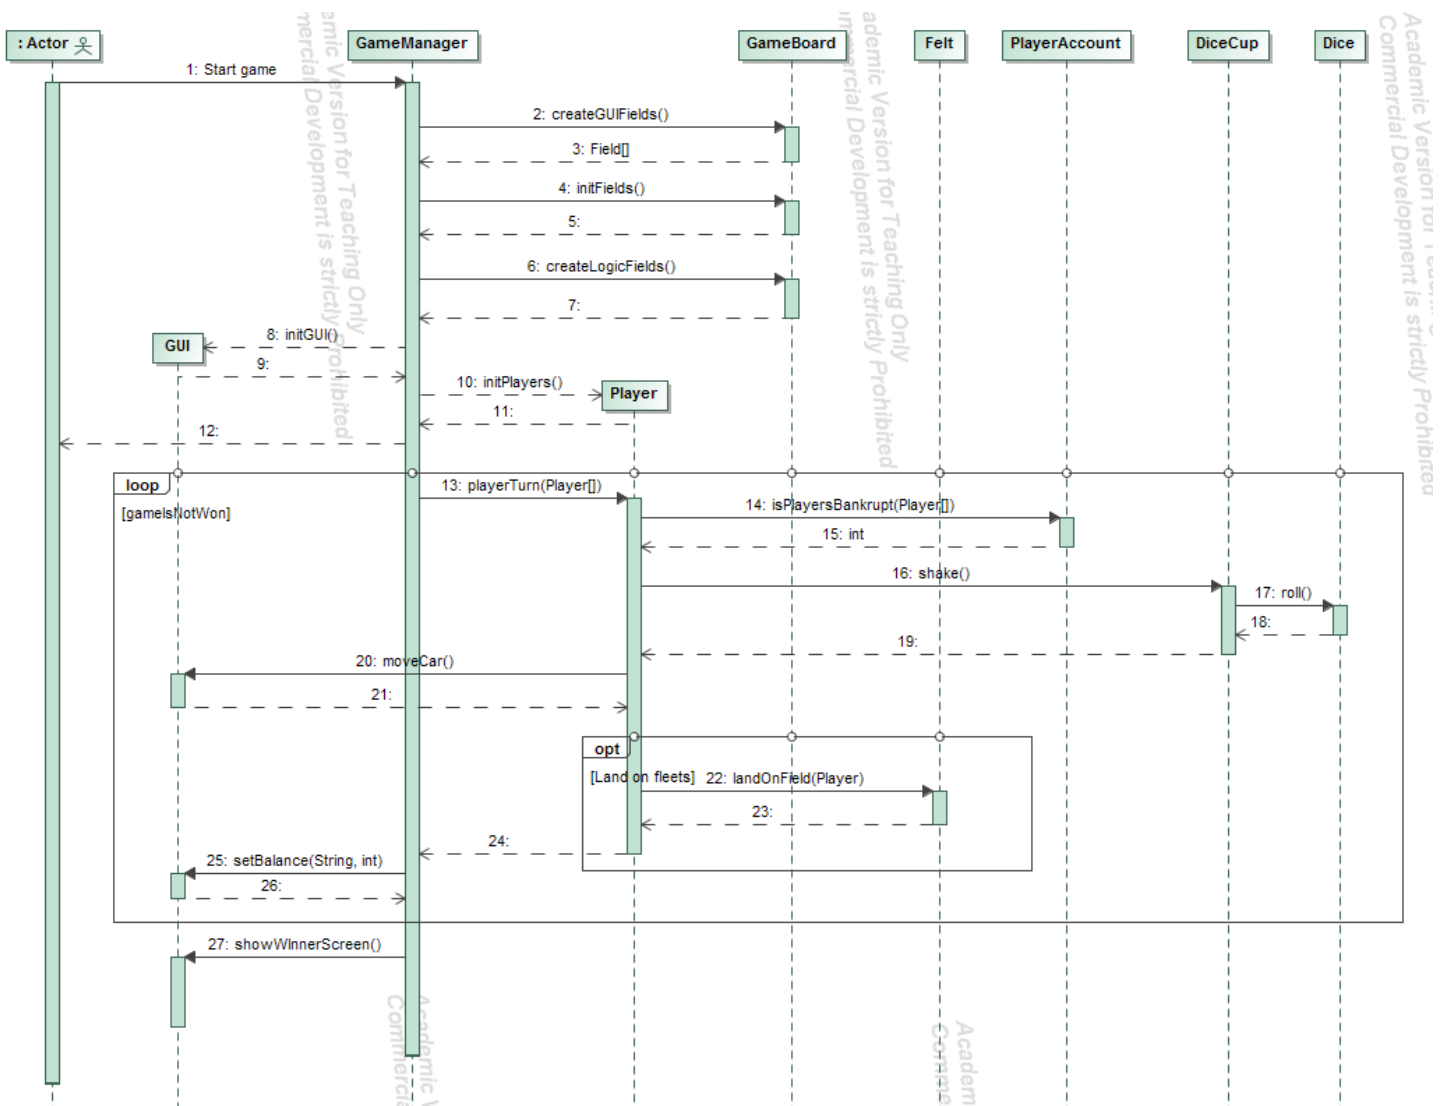 : Actor
GameManager
GameBoard
Felt
PlayerAccount
DiceCup
Dice
1: Start game
2: createGUIFields()
3: Field[]
4: initFields()
5:
6: createLogicFields()
7:
8: initGUI()
GUI
9:
10: initPlayers()
Player
11:
12:
loop
[gameIsNotWon]
13: playerTurn(Player[])
14: isPlayersBankrupt(Player[])
15: int
16: shake()
17: roll()
18:
19:
20: moveCar()
21:
opt
[Land on fleets]
22: landOnField(Player)
23:
24:
25: setBalance(String, int)
26:
27: showWInnerScreen()
Academic Version for Teaching Only
Commercial Development is strictly Prohibited